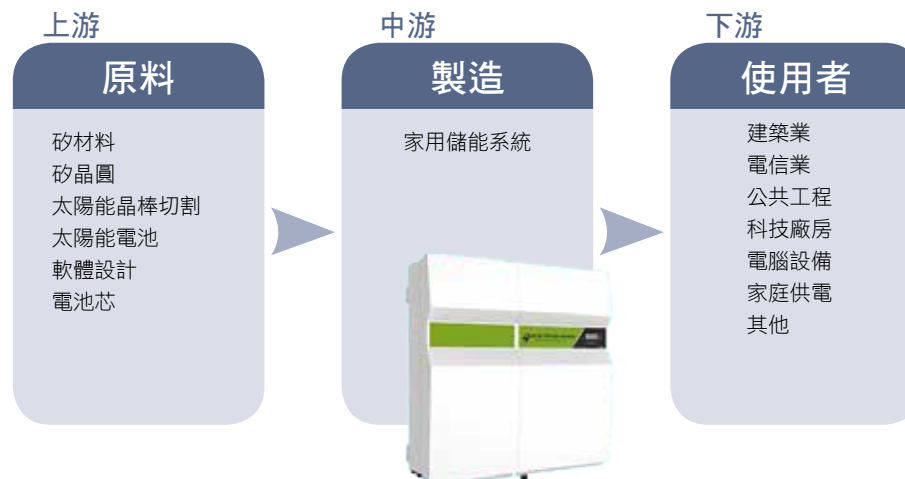 上游
原料
矽材料
矽晶圓
太陽能晶棒切割
太陽能電池
軟體設計
電池芯
中游
製造
家用儲能系統
下游
使用者
建築業
電信業
公共工程
科技廠房
電腦設備
家庭供電
其他